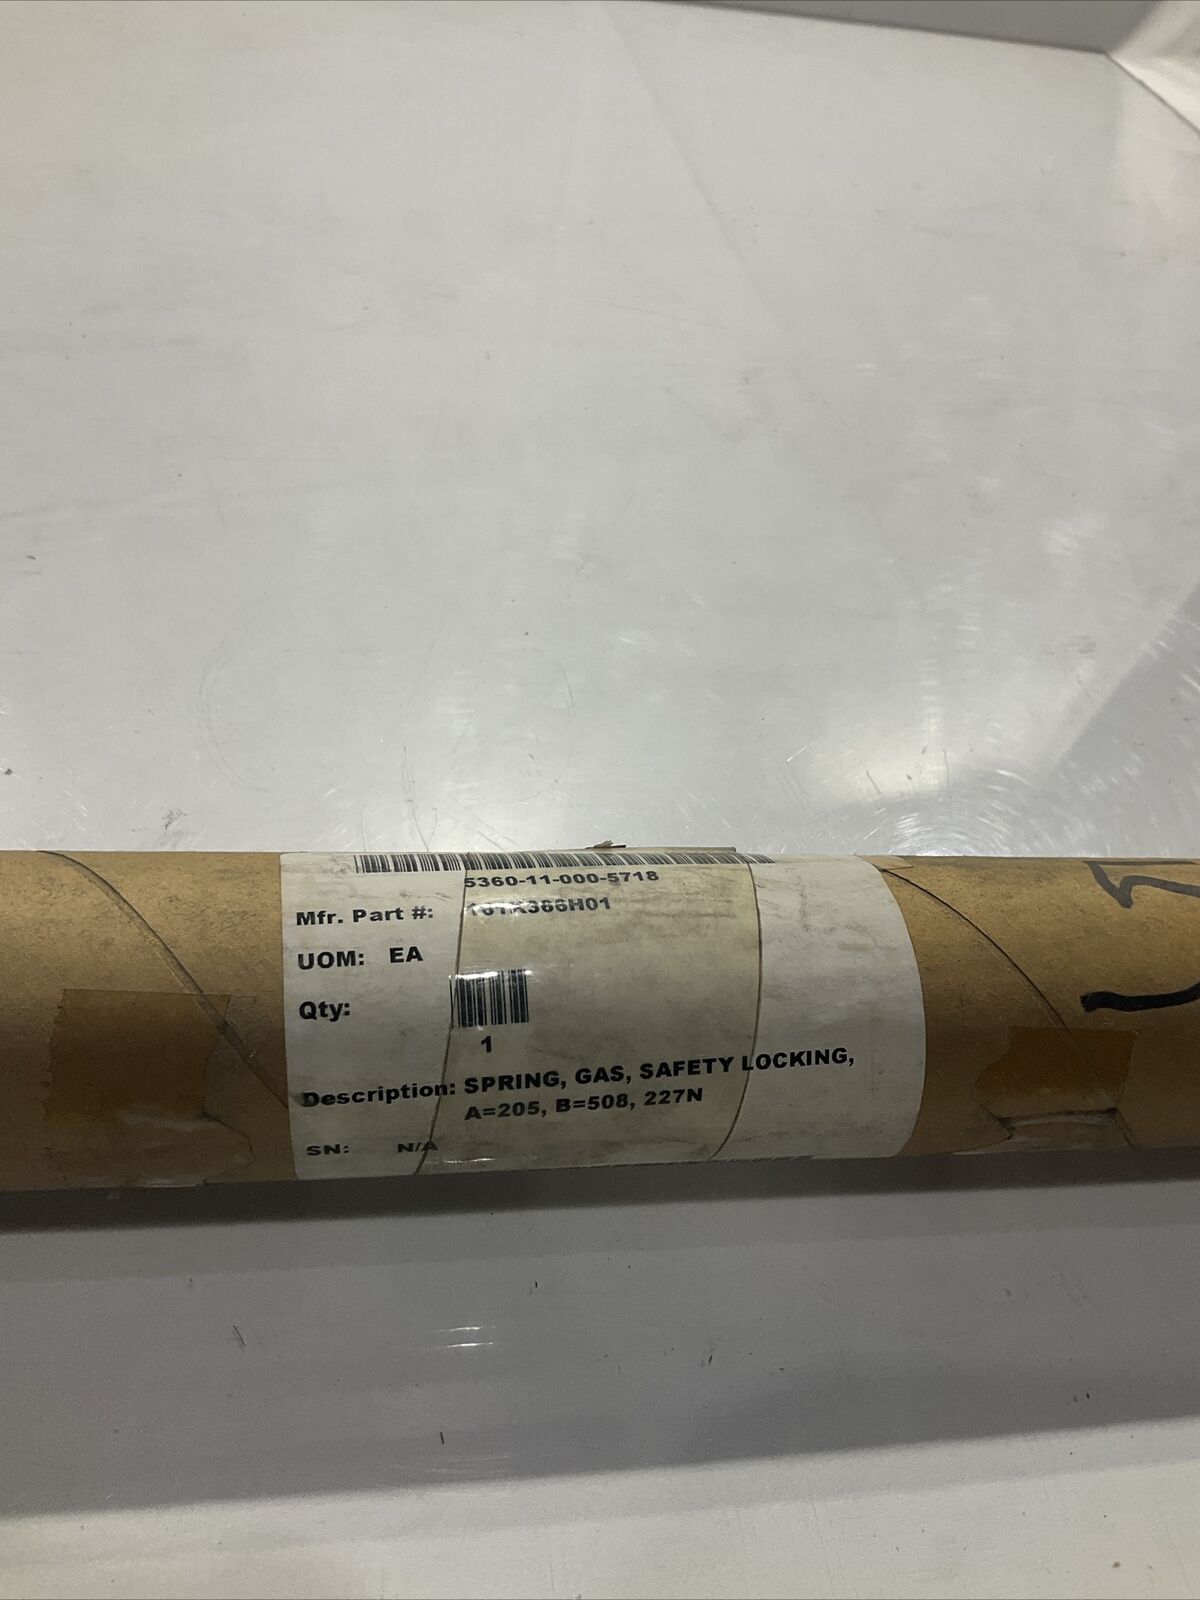 5360-11-000-5718
Mfr. Part #: 161K366H01
UOM: EA
Qty:
1
Description: SPRING, GAS, SAFETY LOCKING,
A=205, B=508, 227N
SN: N/A